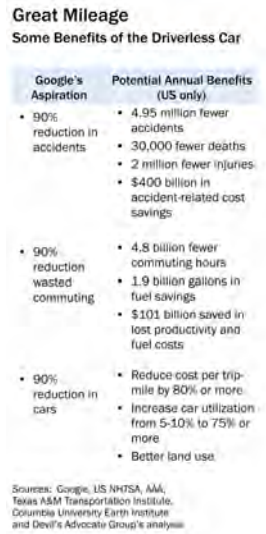 Great Mileage
Some Benefits of the Driverless Car
Google's Aspiration
Potential Annual Benefits (US only)
• 90% reduction in accidents
• 4.95 million fewer accidents
• 30,000 fewer deaths
• 2 million fewer injuries
• $400 billion in accident-related cost savings
• 90% reduction wasted commuting
• 4.8 billion fewer commuting hours
• 1.9 billion gallons in fuel savings
• $101 billion saved in lost productivity and fuel costs
• 90% reduction in cars
• Reduce cost per trip-mile by 80% or more
• Increase car utilization from 5-10% to 75% or more
• Better land use
Sources: Google, US NHTSA, AAA,
Texas A&M Transportation Institute,
Columbia University Earth Institute
and Devil's Advocate Group's analysis